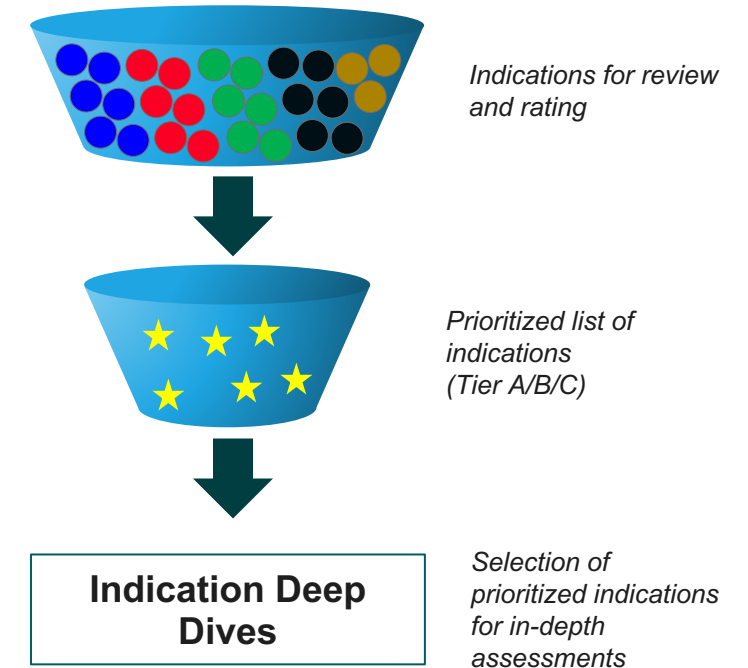 Indications for review
and rating
Prioritized list of
indications
(Tier A/B/C)
Indication Deep
Dives
Selection of
prioritized indications
for in-depth
assessments